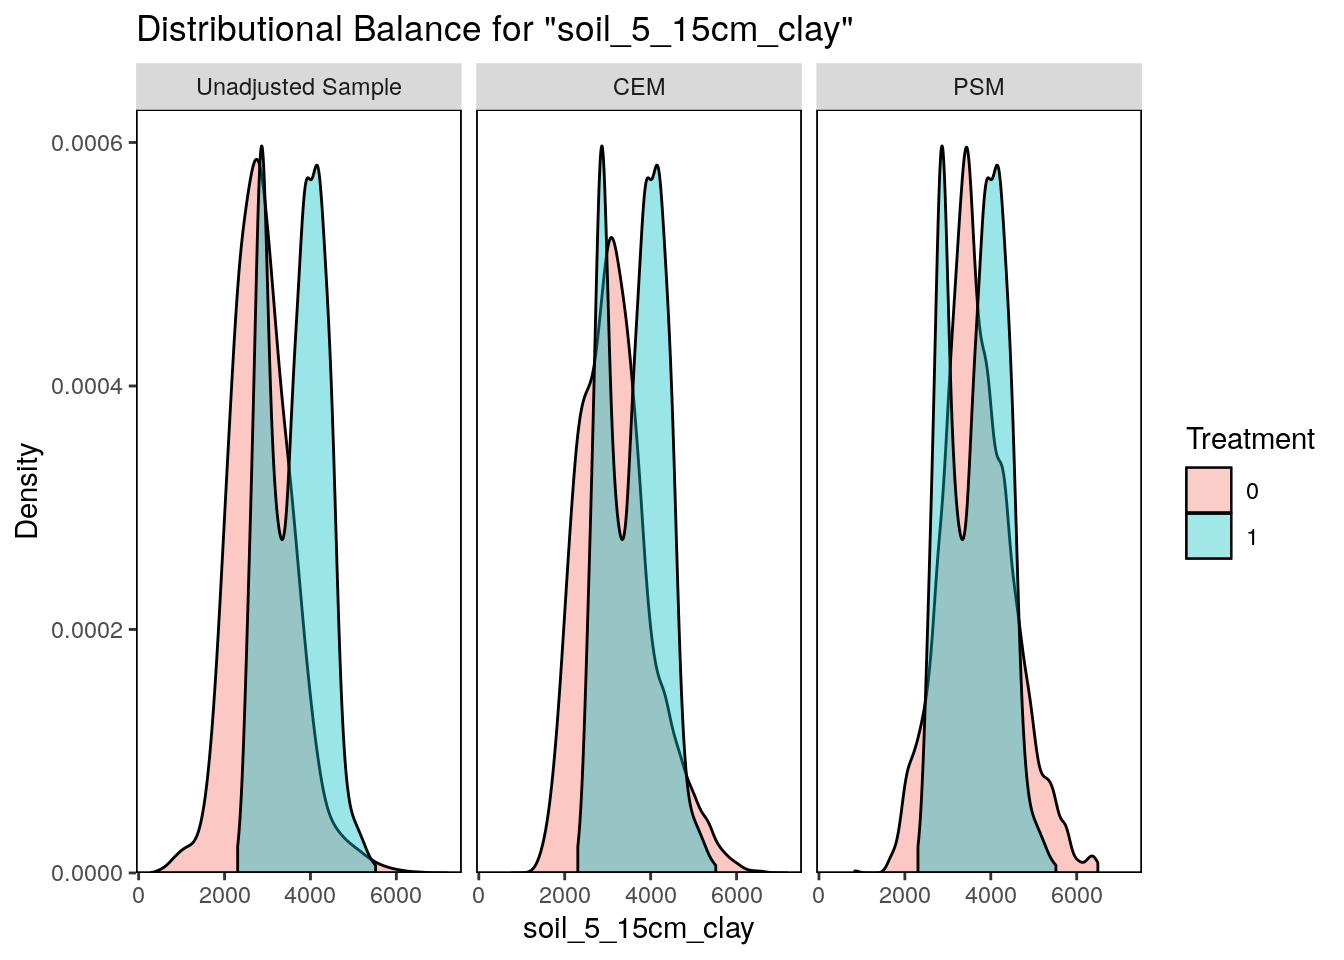 Distributional Balance for "soil_5_15cm_clay"
Unadjusted Sample
CEM
PSM
0.0006
0.0004
0.0002
0.0000
Density
0 2000 4000 6000
0 2000 4000 6000
0 2000 4000 6000
soil_5_15cm_clay
Treatment
0
1